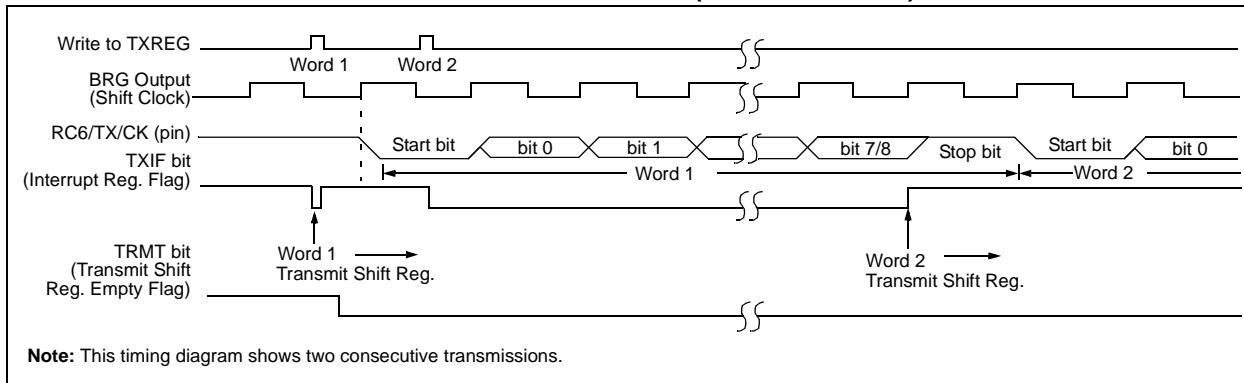 Write to TXREG
Word 1
Word 2
BRG Output
(Shift Clock)
RC6/TX/CK (pin)
Start bit
bit 0
bit 1
bit 7/8
Stop bit
Start bit
bit 0
TXIF bit
(Interrupt Reg. Flag)
Word 1
Word 2
TRMT bit
(Transmit Shift
Reg. Empty Flag)
Word 1
Transmit Shift Reg.
Word 2
Transmit Shift Reg.
Note: This timing diagram shows two consecutive transmissions.